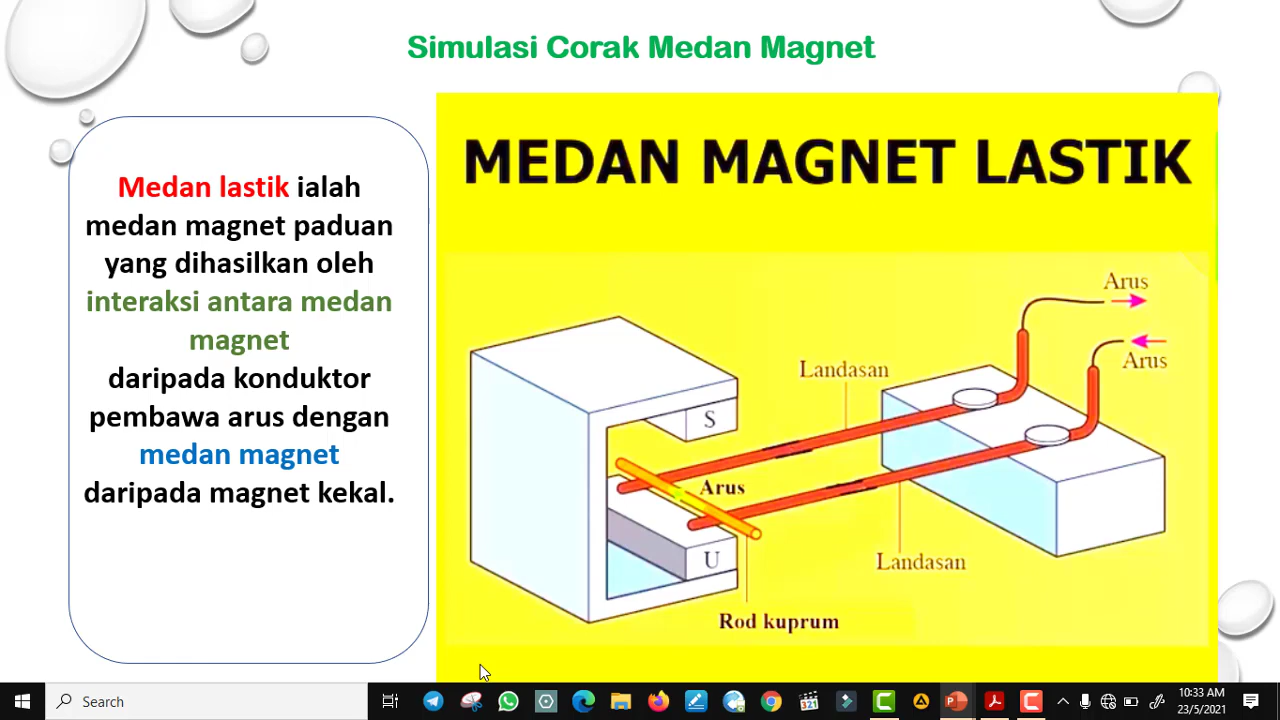 Simulasi Corak Medan Magnet
Medan lastik ialah
medan magnet paduan
yang dihasilkan oleh
interaksi antara medan
magnet
daripada konduktor
pembawa arus dengan
medan magnet
daripada magnet kekal.
MEDAN MAGNET LASTIK
Arus
Arus
Landasan
S
Arus
U
Landasan
Rod kuprum
Search
321
10:33 AM
23/5/2021